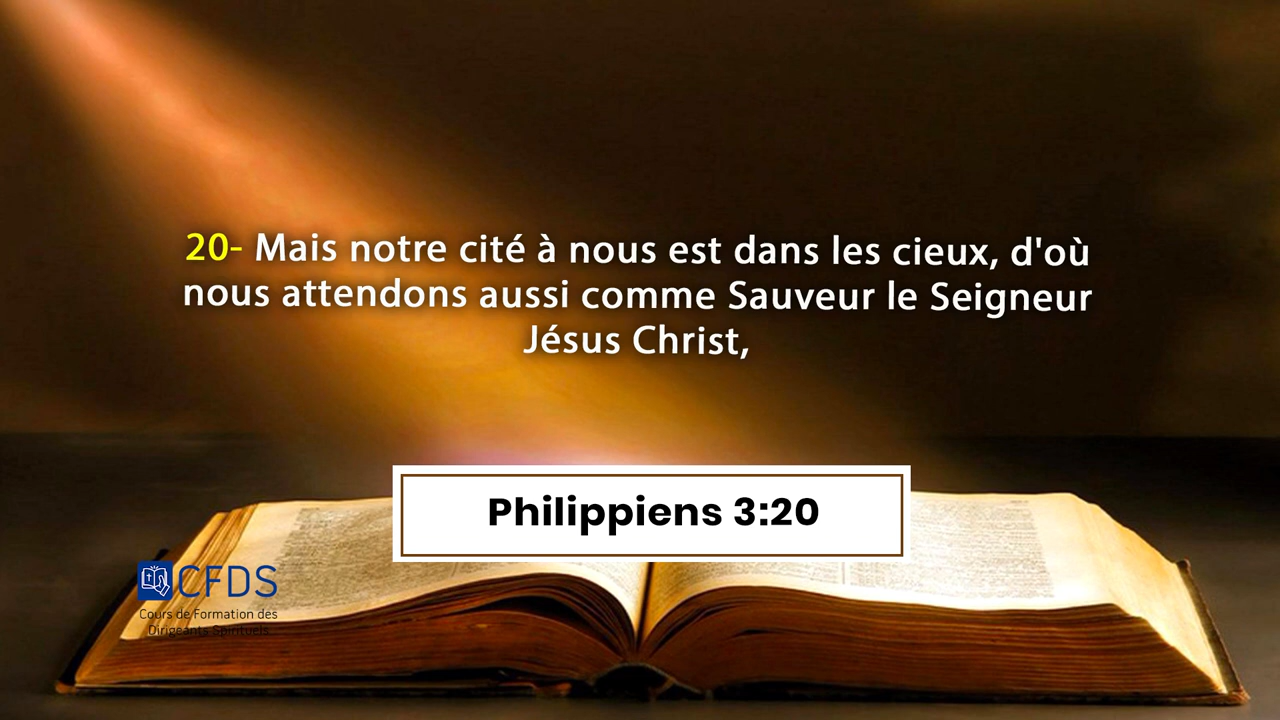 20- Mais notre cité à nous est dans les cieux, d'où
nous attendons aussi comme Sauveur le Seigneur
Jésus Christ,
Philippiens 3:20
CFDS
Cours de Formation des
Dirigeants Spirituels